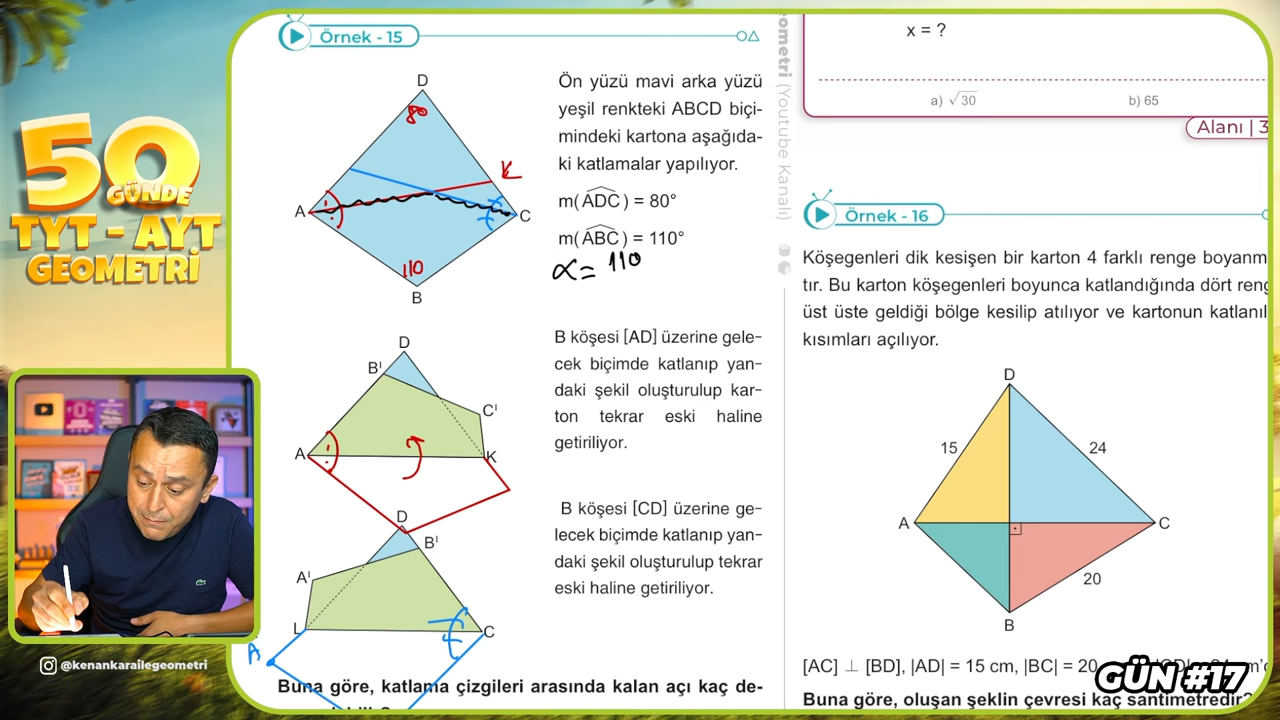 50
GÜNDE
TYT AYT
GEOMETRİ
@kenankarailegeometri
Örnek - 15
D
80
A
K
C
110
B
Ön yüzü mavi arka yüzü
yeşil renkteki ABCD biçi-
mindeki kartona aşağıda-
ki katlamalar yapılıyor.
m(ADC) = 80°
m(ABC) = 110°
α = 110
D
B'
C'
A
K
B köşesi [AD] üzerine gele-
cek biçimde katlanıp yan-
daki şekil oluşturulup kar-
ton tekrar eski haline
getiriliyor.
D
B'
A'
L
C
A
B köşesi [CD] üzerine ge-
lecek biçimde katlanıp yan-
daki şekil oluşturulup tekrar
eski haline getiriliyor.
Buna göre, katlama çizgileri arasında kalan açı kaç de-
ometri (Youtube Kanalı)
x = ?
a) √30
b) 65
Alanı | 3
Örnek - 16
Köşegenleri dik kesişen bir karton 4 farklı renge boyanm
tır. Bu karton köşegenleri boyunca katlandığında dört reng
üst üste geldiği bölge kesilip atılıyor ve kartonun katlanıl
kısımları açılıyor.
D
15
24
A
C
20
B
[AC] ⊥ [BD], |AD| = 15 cm, |BC| = 20
Buna göre, oluşan şeklin çevresi kaç santimetredir?
GÜN #17